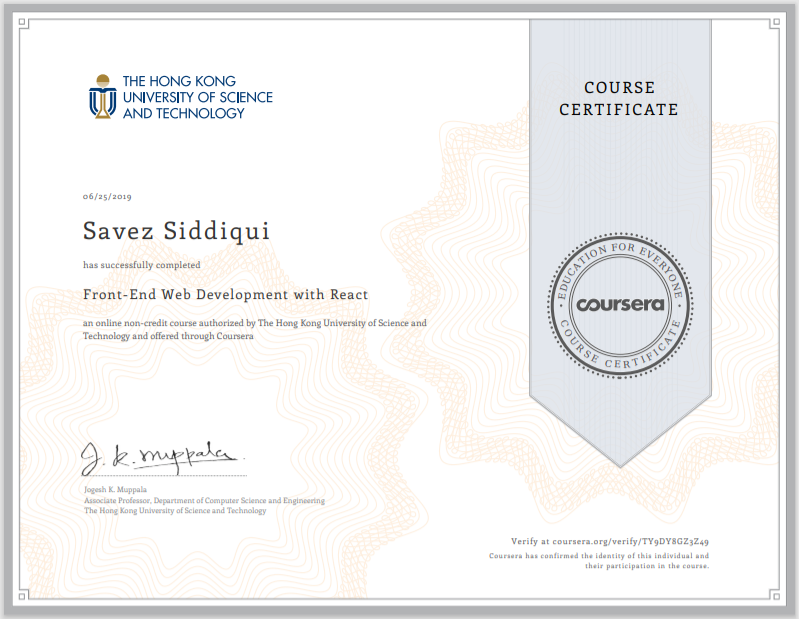 THE HONG KONG
UNIVERSITY OF SCIENCE
AND TECHNOLOGY
COURSE
CERTIFICATE
06/25/2019
Savez Siddiqui
has successfully completed
Front-End Web Development with React
an online non-credit course authorized by The Hong Kong University of Science and
Technology and offered through Coursera
EDUCATION FOR EVERYONE
coursera
COURSE CERTIFICATE
J. K. Muppala
Jogesh K. Muppala
Associate Professor, Department of Computer Science and Engineering
The Hong Kong University of Science and Technology
Verify at coursera.org/verify/TY9DY8GZ3Z49
Coursera has confirmed the identity of this individual and
their participation in the course.